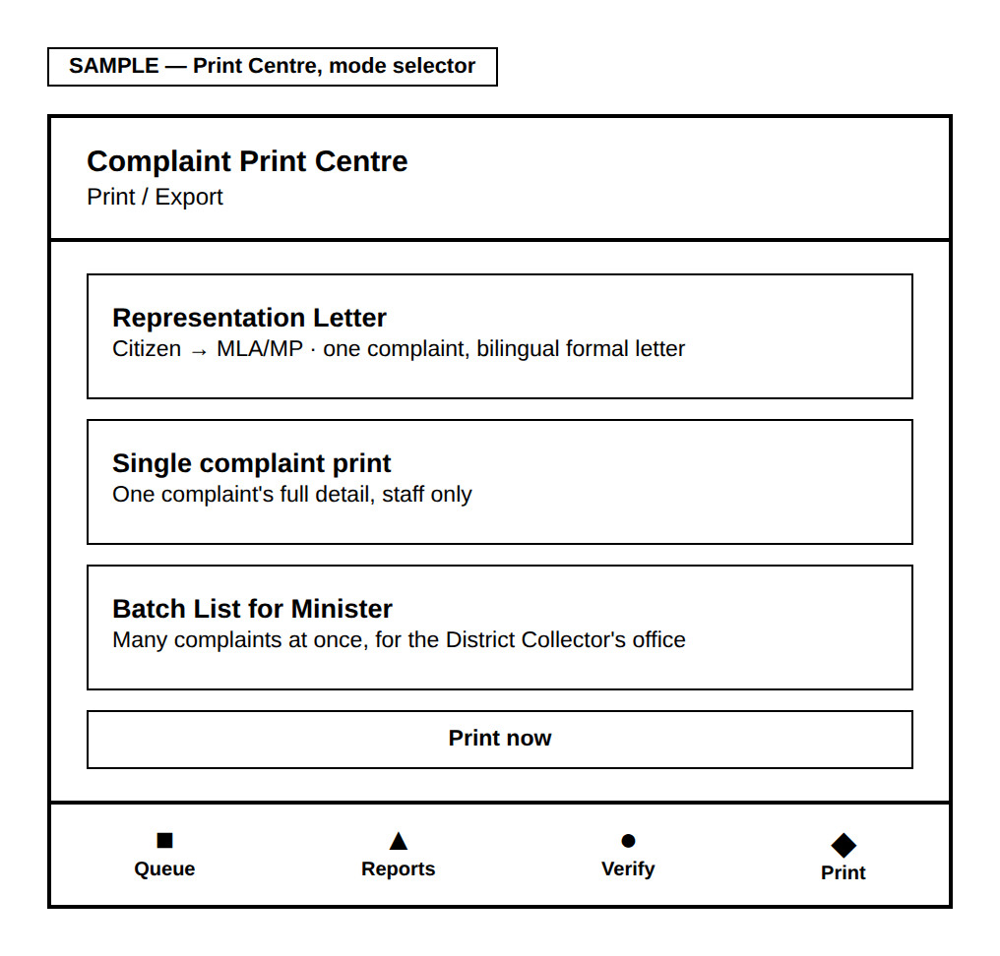 SAMPLE — Print Centre, mode selector
Complaint Print Centre
Print / Export
Representation Letter
Citizen → MLA/MP · one complaint, bilingual formal letter
Single complaint print
One complaint's full detail, staff only
Batch List for Minister
Many complaints at once, for the District Collector's office
Print now
Queue
Reports
Verify
Print